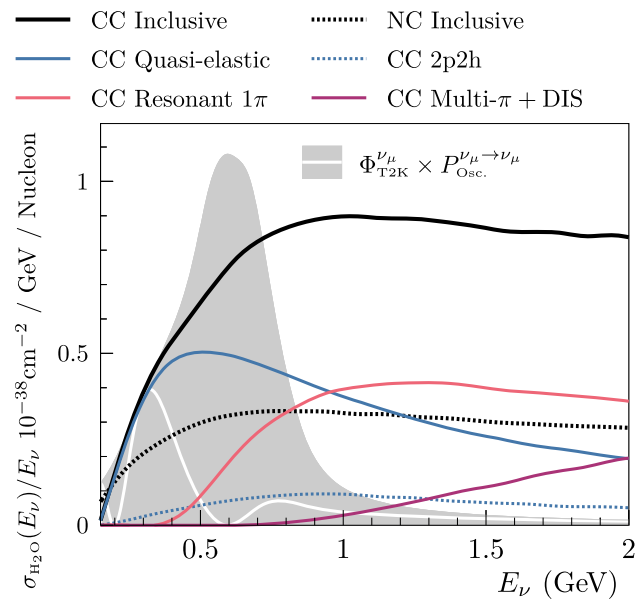 CC Inclusive
NC Inclusive
CC Quasi-elastic
CC 2p2h
CC Resonant 1π
CC Multi-π + DIS
Φ^{ν_μ}_{T2K} × P^{ν_μ→ν_μ}_{Osc.}
σ_{H₂O}(E_ν)/E_ν 10^{−38}cm^{−2} / GeV / Nucleon
1
0.5
0
0.5
1
1.5
2
E_ν (GeV)